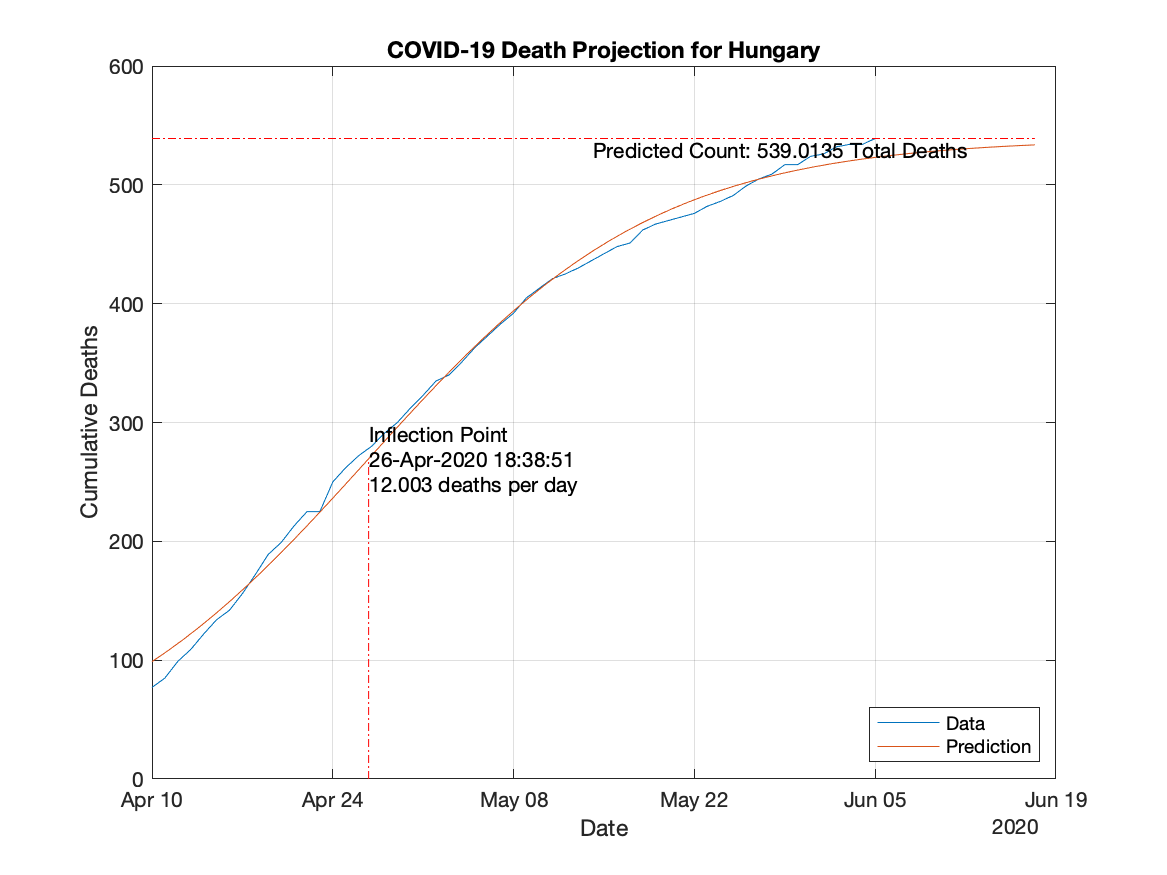 COVID-19 Death Projection for Hungary
600
500
400
300
200
100
0
Cumulative Deaths
Predicted Count: 539.0135 Total Deaths
Inflection Point
26-Apr-2020 18:38:51
12.003 deaths per day
Data
Prediction
Apr 10 Apr 24 May 08 May 22 Jun 05 Jun 19
Date
2020